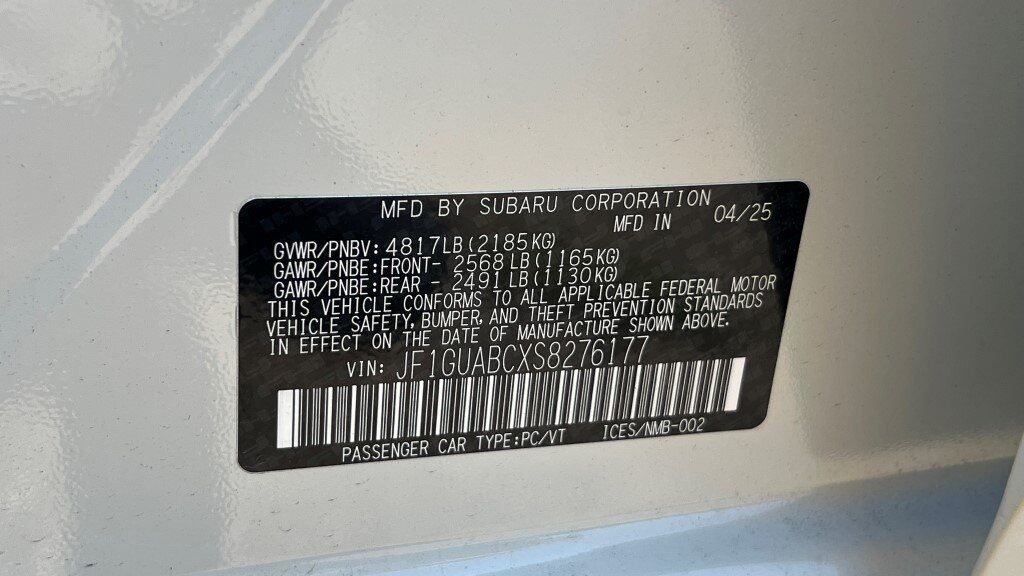 MFD BY SUBARU CORPORATION
MFD IN 04/25
GVWR/PNBV: 4817LB(2185KG)
GAWR/PNBE:FRONT- 2568LB(1165KG)
GAWR/PNBE:REAR - 2491LB(1130KG)
THIS VEHICLE CONFORMS TO ALL APPLICABLE FEDERAL MOTOR
VEHICLE SAFETY, BUMPER, AND THEFT PREVENTION STANDARDS
IN EFFECT ON THE DATE OF MANUFACTURE SHOWN ABOVE.
VIN: JF1GUABCXS8276177
PASSENGER CAR TYPE:PC/VT ICES/NMB-002